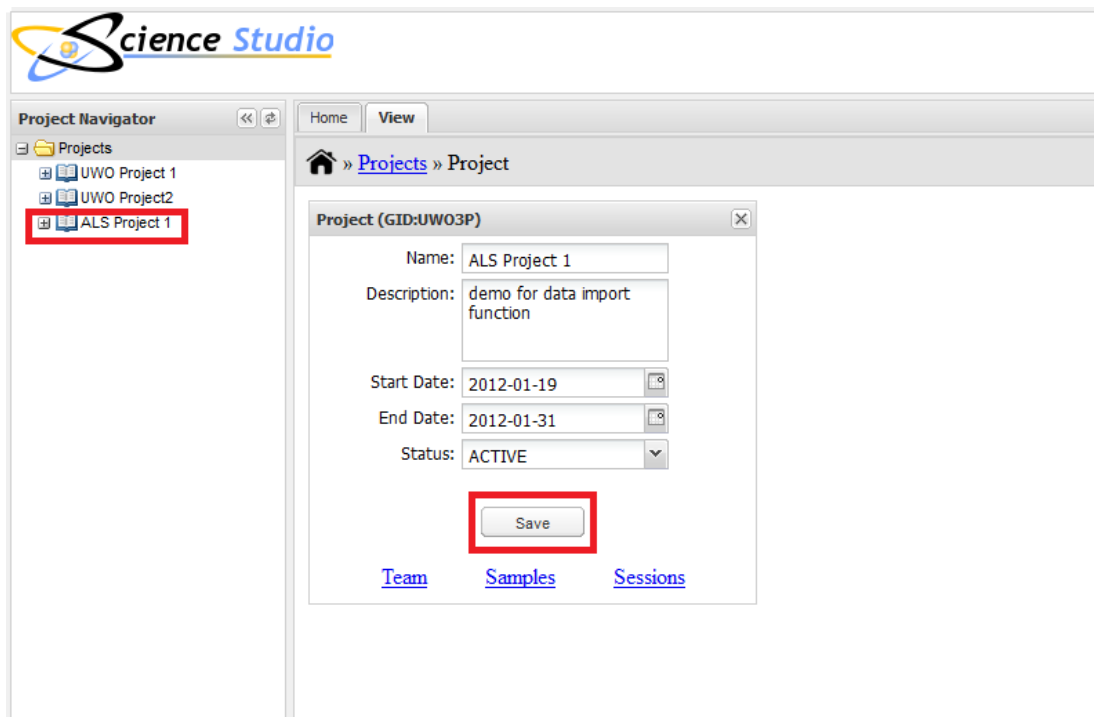 Science Studio
Project Navigator
Projects
UWO Project 1
UWO Project2
ALS Project 1
Home View
» Projects » Project
Project (GID:UWO3P)
Name: ALS Project 1
Description: demo for data import
function
Start Date: 2012-01-19
End Date: 2012-01-31
Status: ACTIVE
Save
Team Samples Sessions